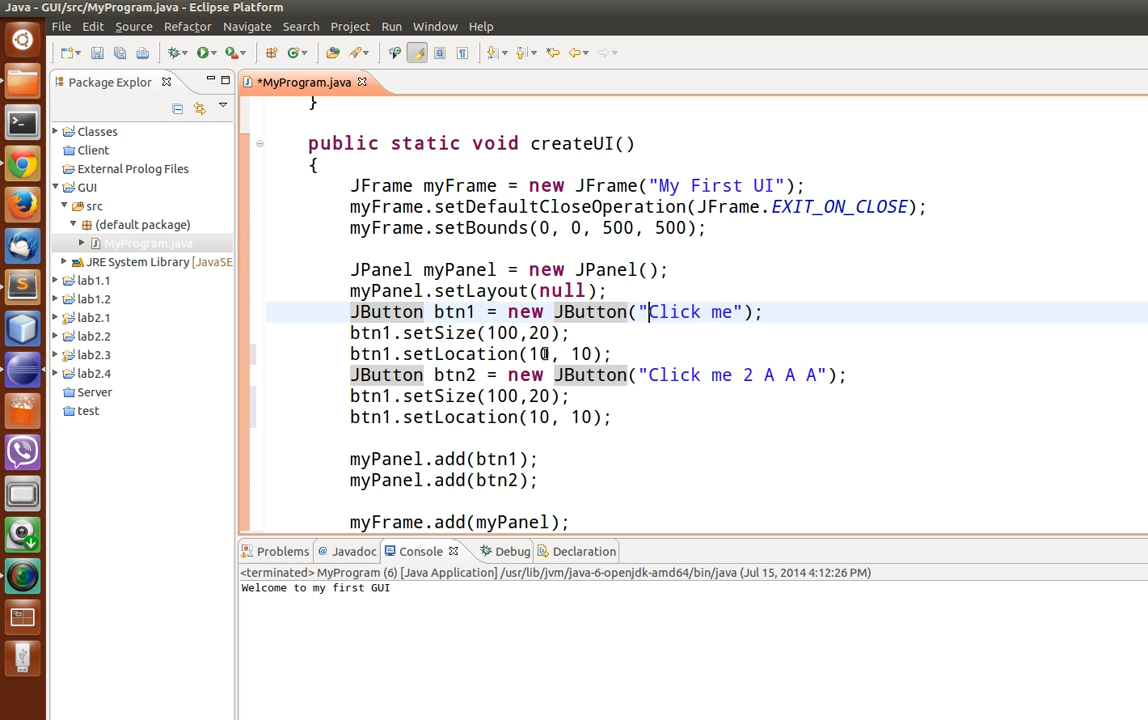 Java - GUI/src/MyProgram.java - Eclipse Platform
File Edit Source Refactor Navigate Search Project Run Window Help
Package Explor
*MyProgram.java
Classes
Client
External Prolog Files
GUI
src
(default package)
MyProgram.java
JRE System Library [JavaSE
lab1.1
lab1.2
lab2.1
lab2.2
lab2.3
lab2.4
Server
test
}
public static void createUI()
{
JFrame myFrame = new JFrame("My First UI");
myFrame.setDefaultCloseOperation(JFrame.EXIT_ON_CLOSE);
myFrame.setBounds(0, 0, 500, 500);
JPanel myPanel = new JPanel();
myPanel.setLayout(null);
JButton btn1 = new JButton("Click me");
btn1.setSize(100,20);
btn1.setLocation(10, 10);
JButton btn2 = new JButton("Click me 2 A A A");
btn1.setSize(100,20);
btn1.setLocation(10, 10);
myPanel.add(btn1);
myPanel.add(btn2);
myFrame.add(myPanel);
Problems @ Javadoc Console Debug Declaration
<terminated> MyProgram (6) [Java Application] /usr/lib/jvm/java-6-openjdk-amd64/bin/java (Jul 15, 2014 4:12:26 PM)
Welcome to my first GUI